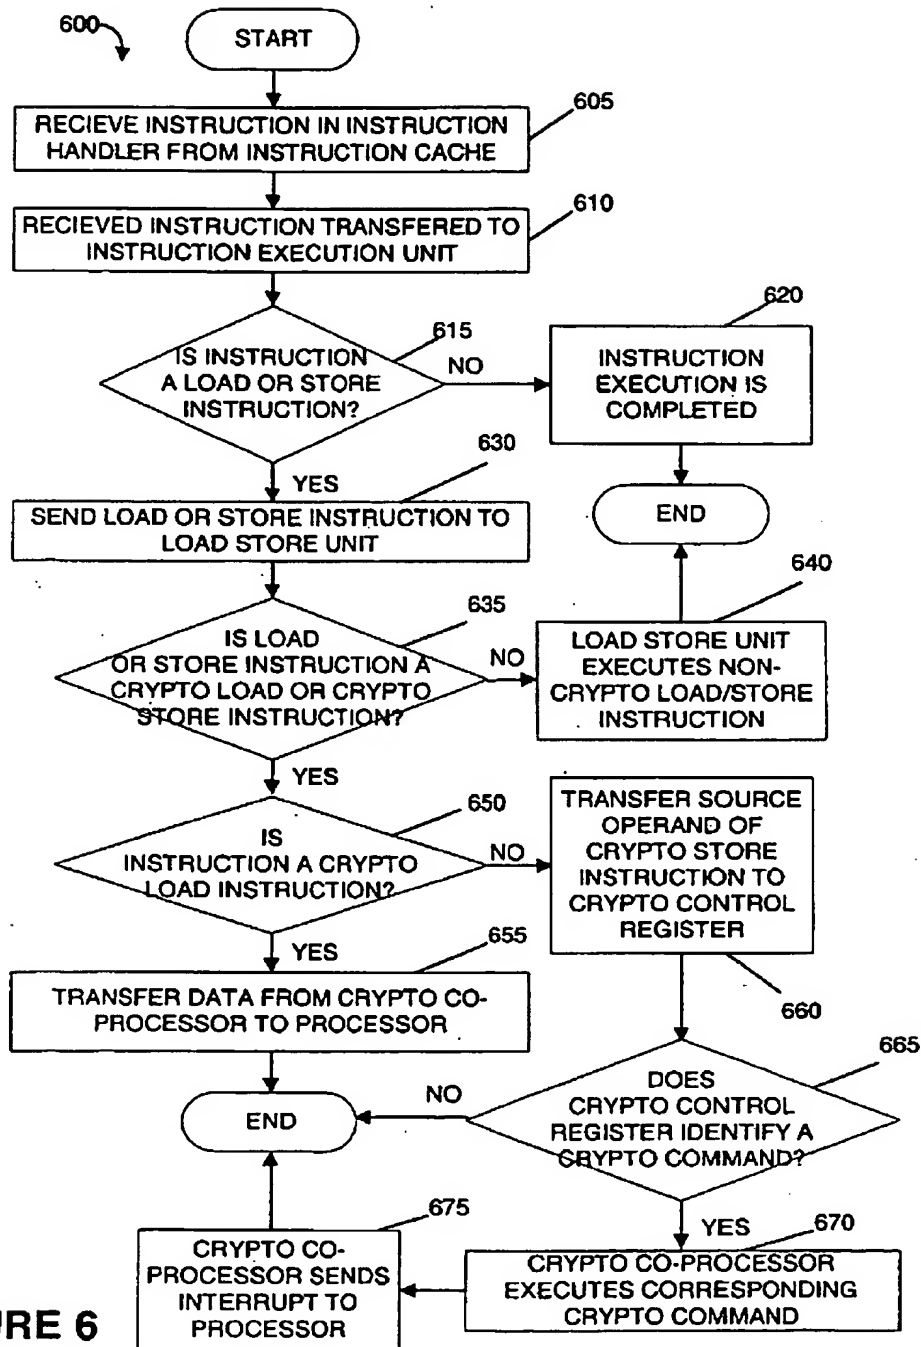 600
START
605
RECIEVE INSTRUCTION IN INSTRUCTION
HANDLER FROM INSTRUCTION CACHE
610
RECIEVED INSTRUCTION TRANSFERED TO
INSTRUCTION EXECUTION UNIT
615
IS INSTRUCTION
A LOAD OR STORE
INSTRUCTION?
NO
620
INSTRUCTION
EXECUTION IS
COMPLETED
END
YES
630
SEND LOAD OR STORE INSTRUCTION TO
LOAD STORE UNIT
635
IS LOAD
OR STORE INSTRUCTION A
CRYPTO LOAD OR CRYPTO
STORE INSTRUCTION?
NO
640
LOAD STORE UNIT
EXECUTES NON-
CRYPTO LOAD/STORE
INSTRUCTION
YES
650
IS
INSTRUCTION A CRYPTO
LOAD INSTRUCTION?
NO
TRANSFER SOURCE
OPERAND OF
CRYPTO STORE
INSTRUCTION TO
CRYPTO CONTROL
REGISTER
660
YES
655
TRANSFER DATA FROM CRYPTO CO-
PROCESSOR TO PROCESSOR
END
665
DOES
CRYPTO CONTROL
REGISTER IDENTIFY A
CRYPTO COMMAND?
NO
YES
670
CRYPTO CO-PROCESSOR
EXECUTES CORRESPONDING
CRYPTO COMMAND
675
CRYPTO CO-
PROCESSOR SENDS
INTERRUPT TO
PROCESSOR
URE 6